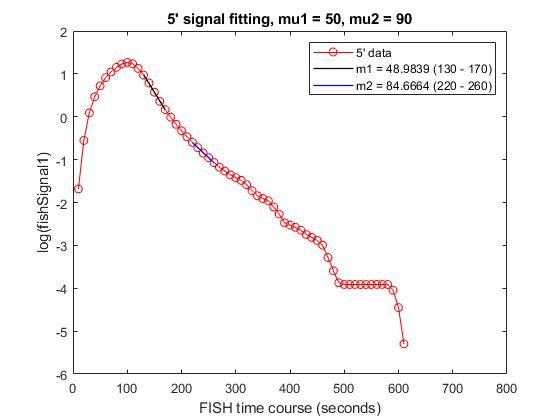 5' signal fitting, mu1 = 50, mu2 = 90
5' data
m1 = 48.9839 (130 - 170)
m2 = 84.6664 (220 - 260)
log(fishSignal1)
2
1
0
-1
-2
-3
-4
-5
-6
0 100 200 300 400 500 600 700 800
FISH time course (seconds)